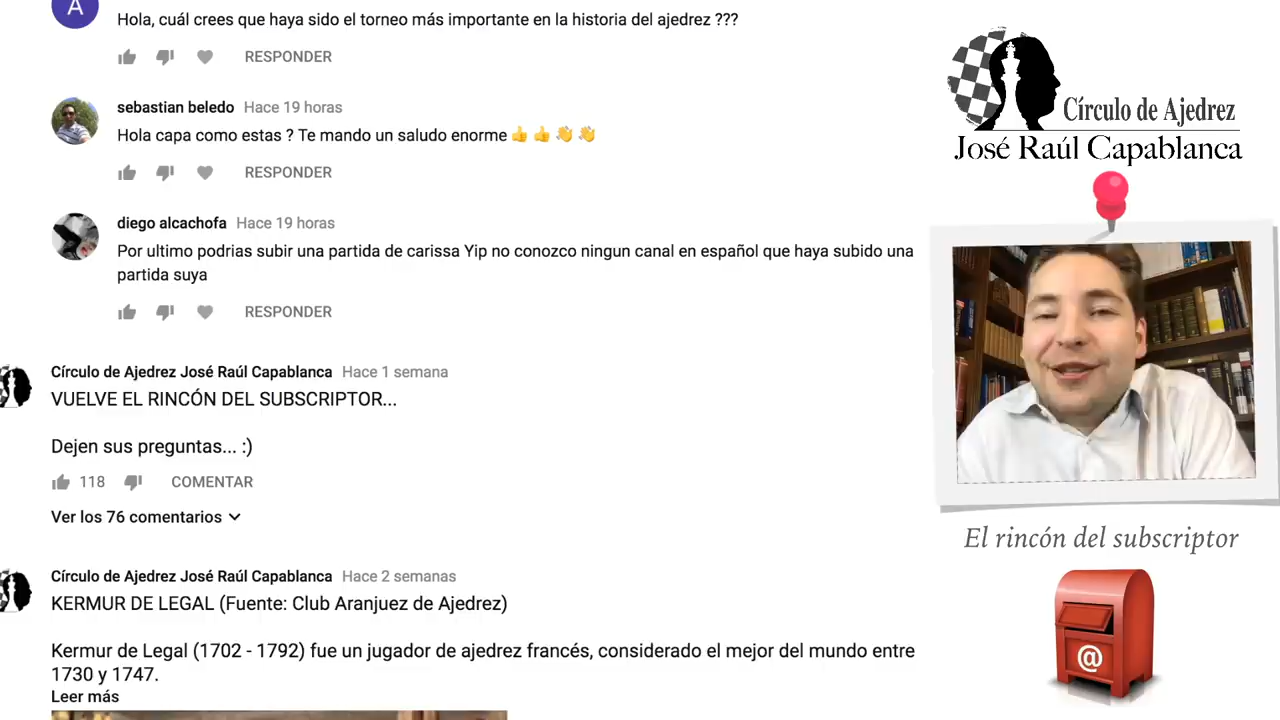 A
Hola, cuál crees que haya sido el torneo más importante en la historia del ajedrez ???
RESPONDER
sebastian beledo Hace 19 horas
Hola capa como estas ? Te mando un saludo enorme 👍👍👋👋
RESPONDER
diego alcachofa Hace 19 horas
Por ultimo podrias subir una partida de carissa Yip no conozco ningun canal en español que haya subido una
partida suya
RESPONDER
Círculo de Ajedrez José Raúl Capablanca Hace 1 semana
VUELVE EL RINCÓN DEL SUBSCRIPTOR...
Dejen sus preguntas... :)
118 COMENTAR
Ver los 76 comentarios
Círculo de Ajedrez José Raúl Capablanca Hace 2 semanas
KERMUR DE LEGAL (Fuente: Club Aranjuez de Ajedrez)
Kermur de Legal (1702 - 1792) fue un jugador de ajedrez francés, considerado el mejor del mundo entre
1730 y 1747.
Leer más
Círculo de Ajedrez
José Raúl Capablanca
El rincón del subscriptor
@